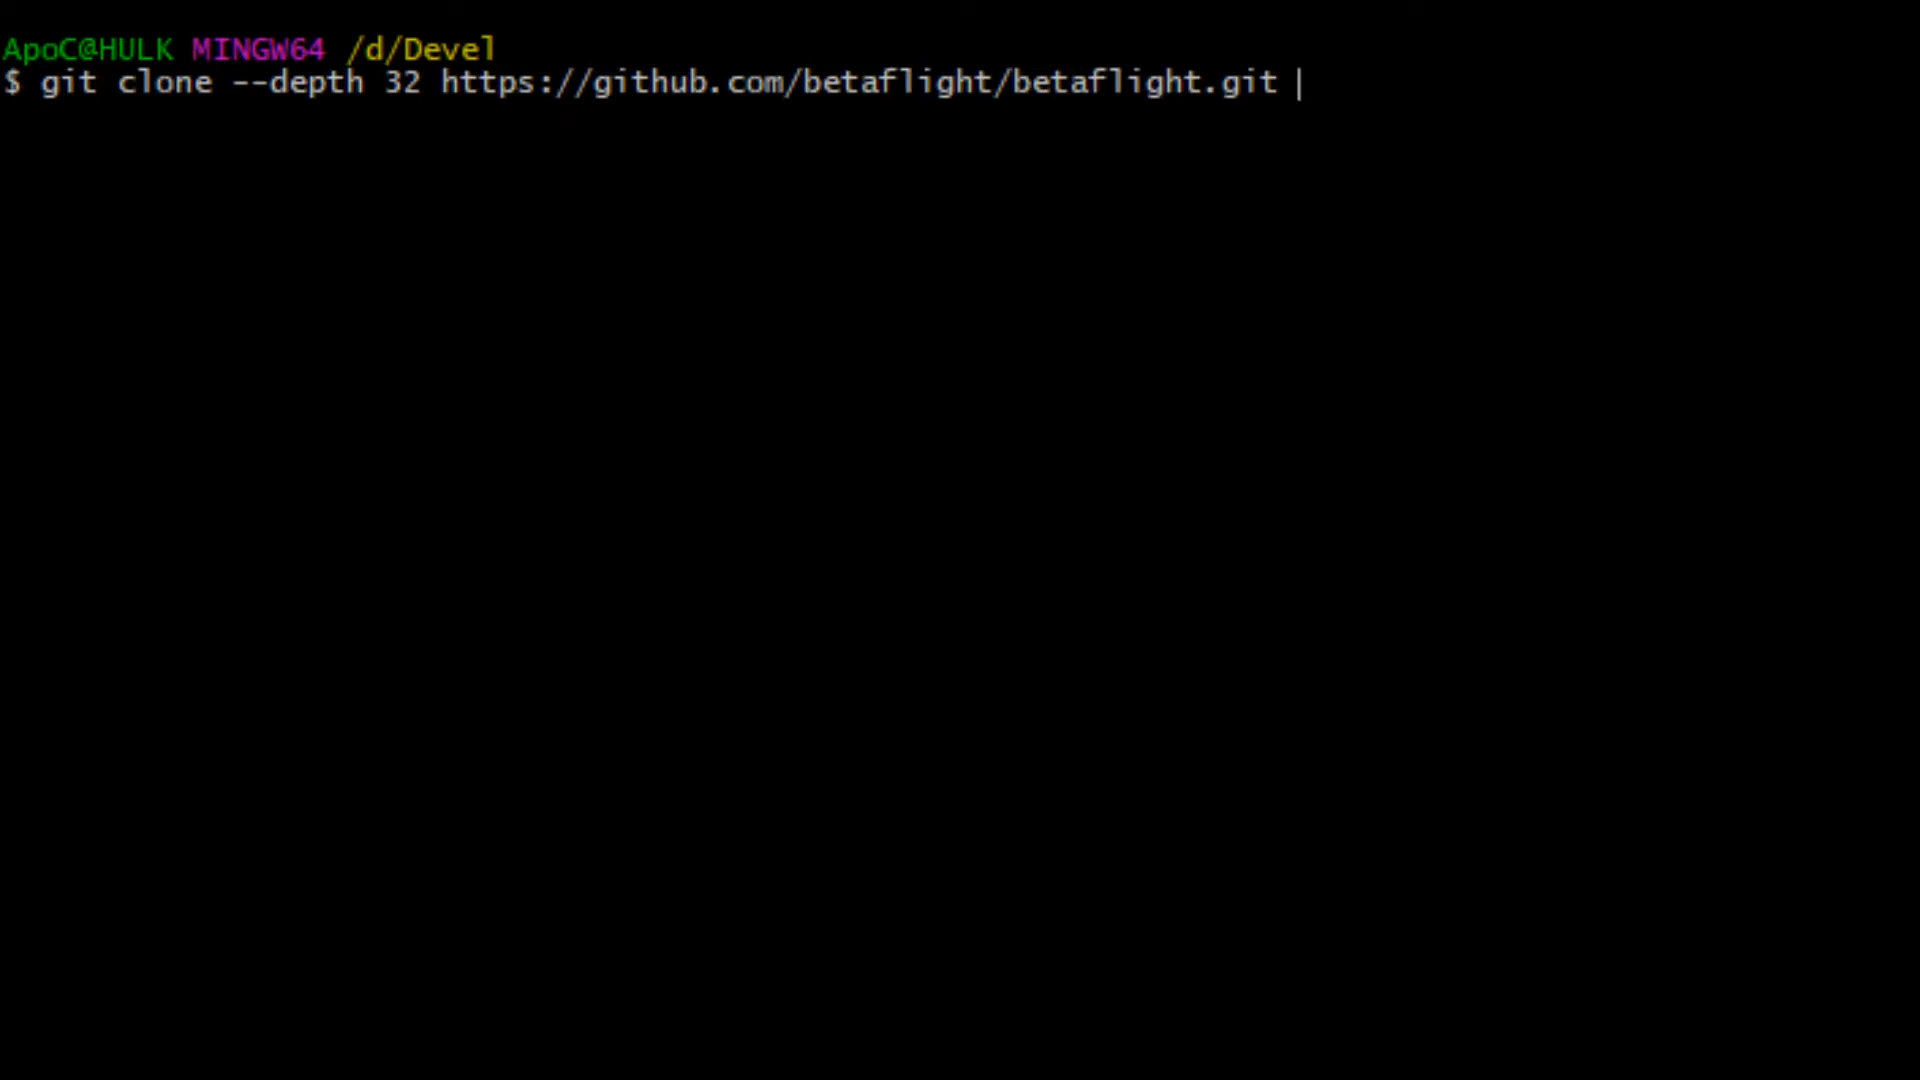 ApoC@HULK MINGW64 /d/Devel
$ git clone --depth 32 https://github.com/betaflight/betaflight.git